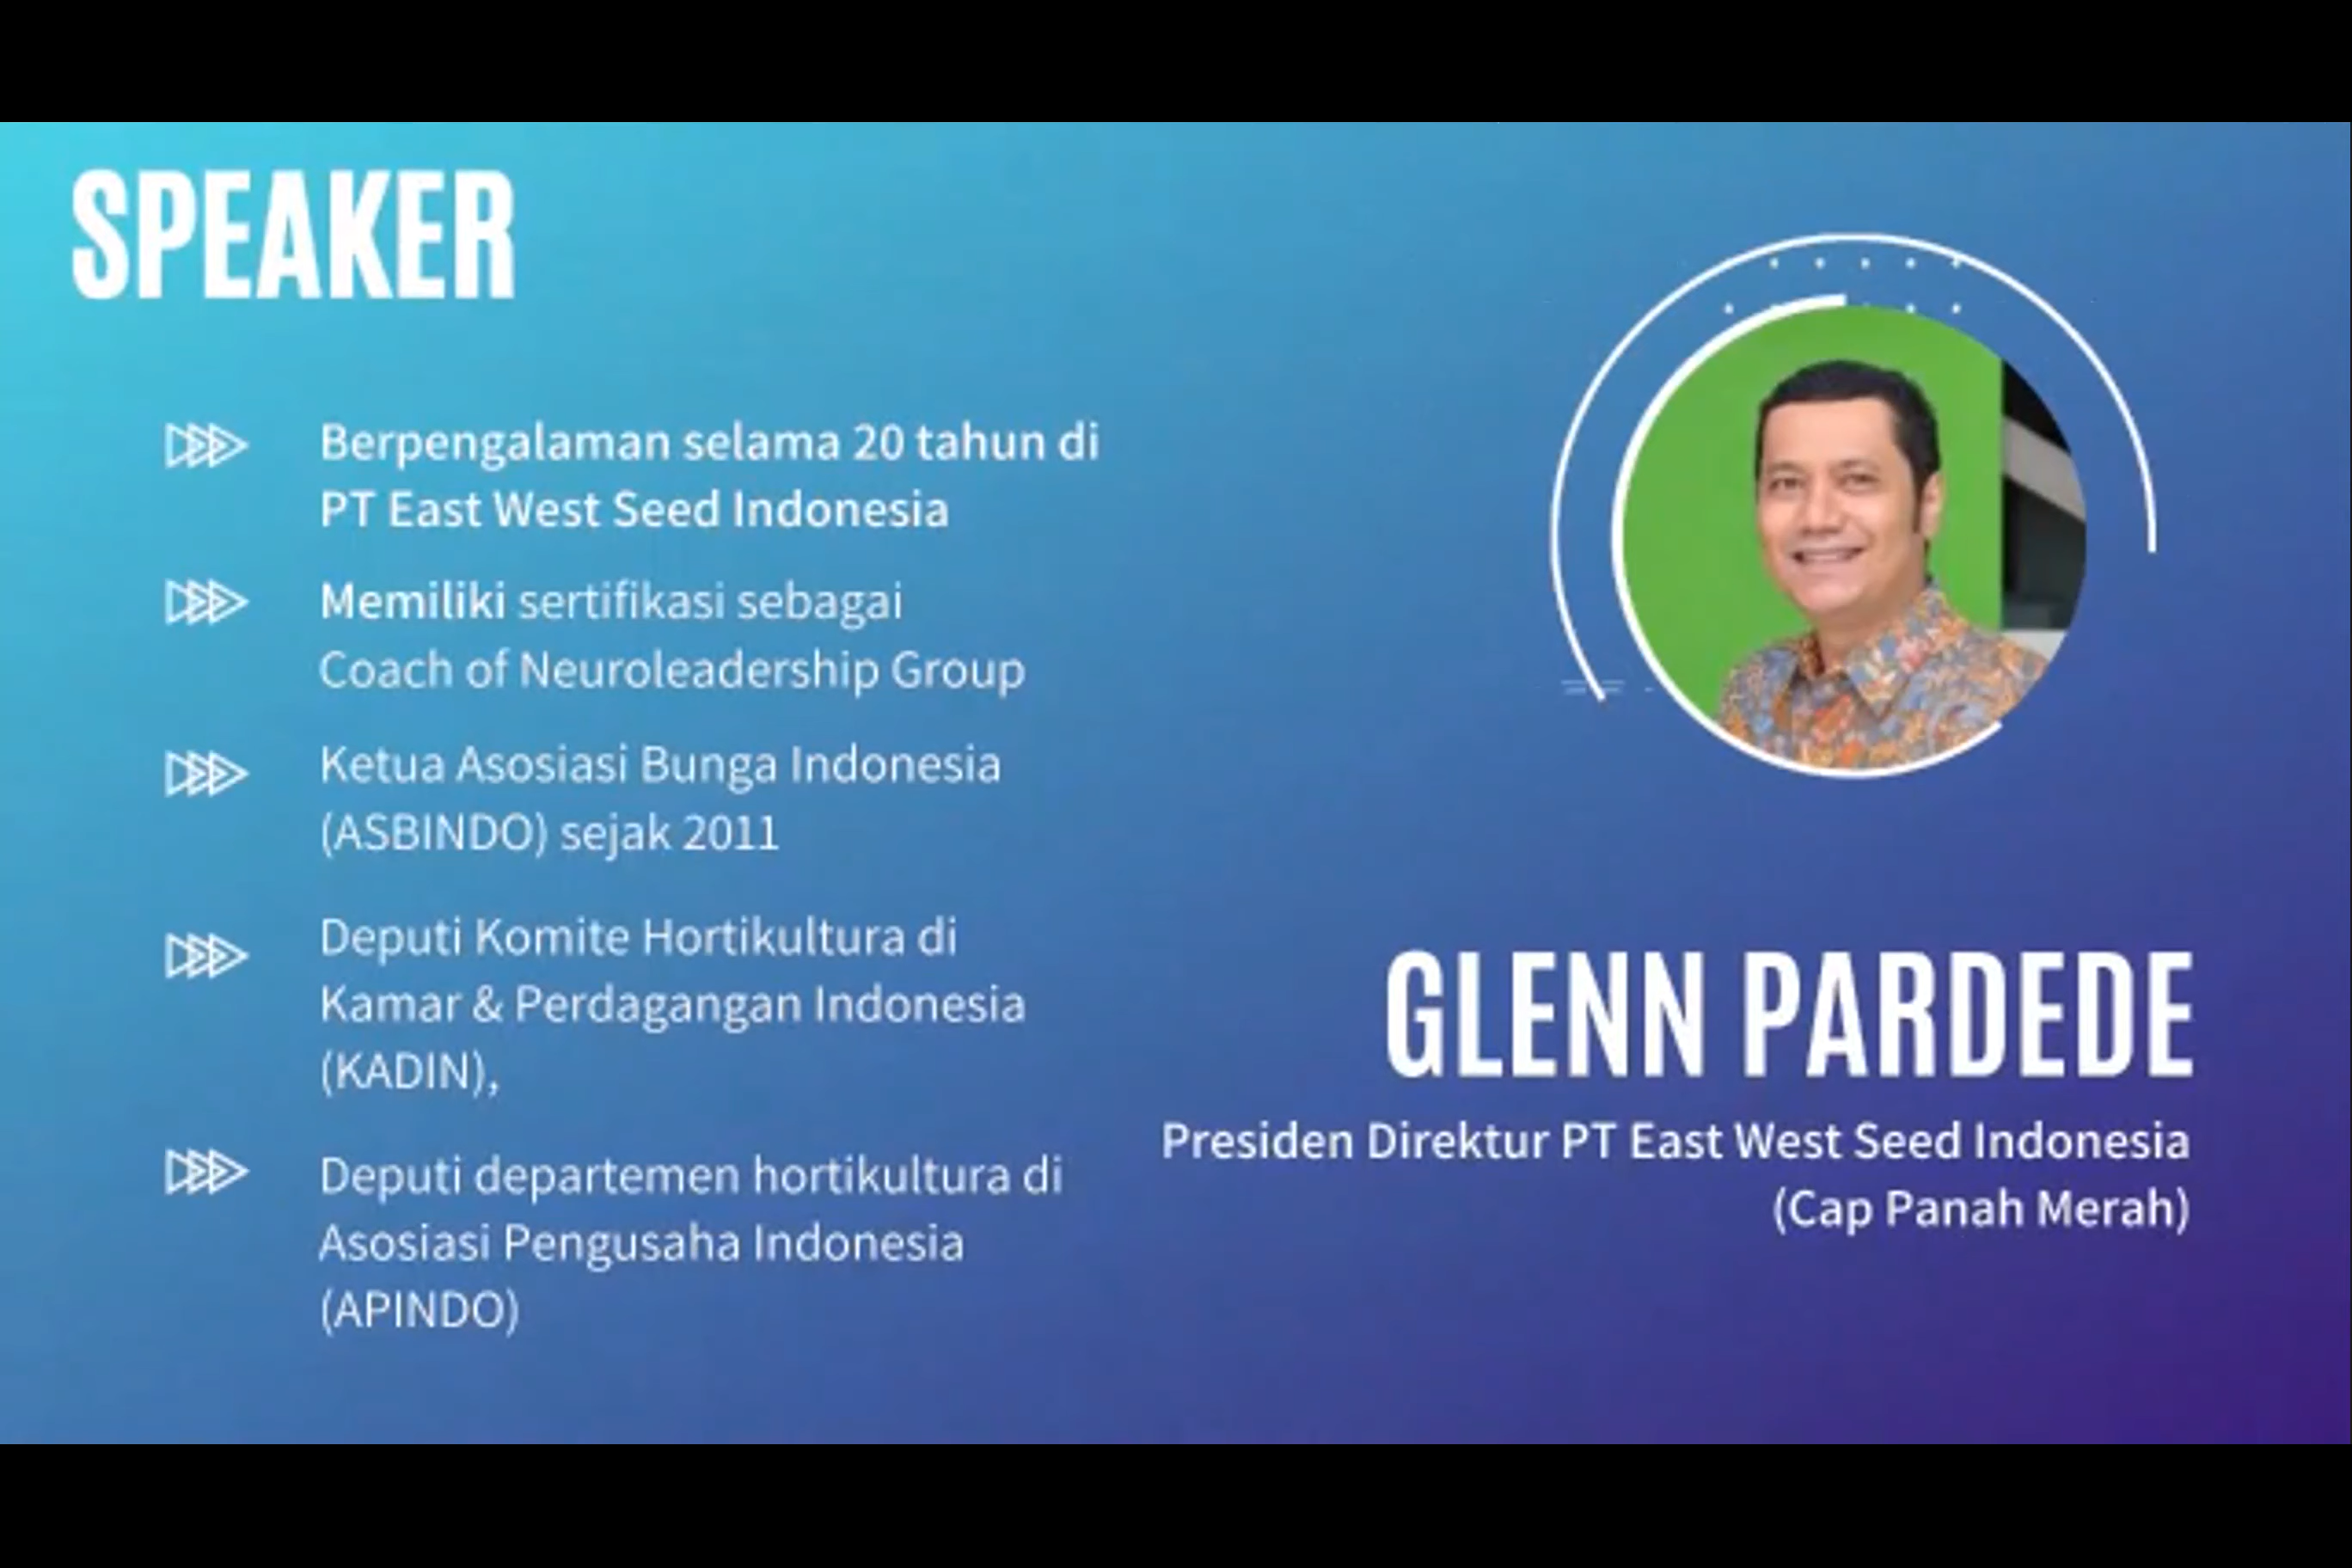 SPEAKER
Berpengalaman selama 20 tahun di
PT East West Seed Indonesia
Memiliki sertifikasi sebagai
Coach of Neuroleadership Group
Ketua Asosiasi Bunga Indonesia
(ASBINDO) sejak 2011
Deputi Komite Hortikultura di
Kamar & Perdagangan Indonesia
(KADIN),
Deputi departemen hortikultura di
Asosiasi Pengusaha Indonesia
(APINDO)
GLENN PARDEDE
Presiden Direktur PT East West Seed Indonesia
(Cap Panah Merah)